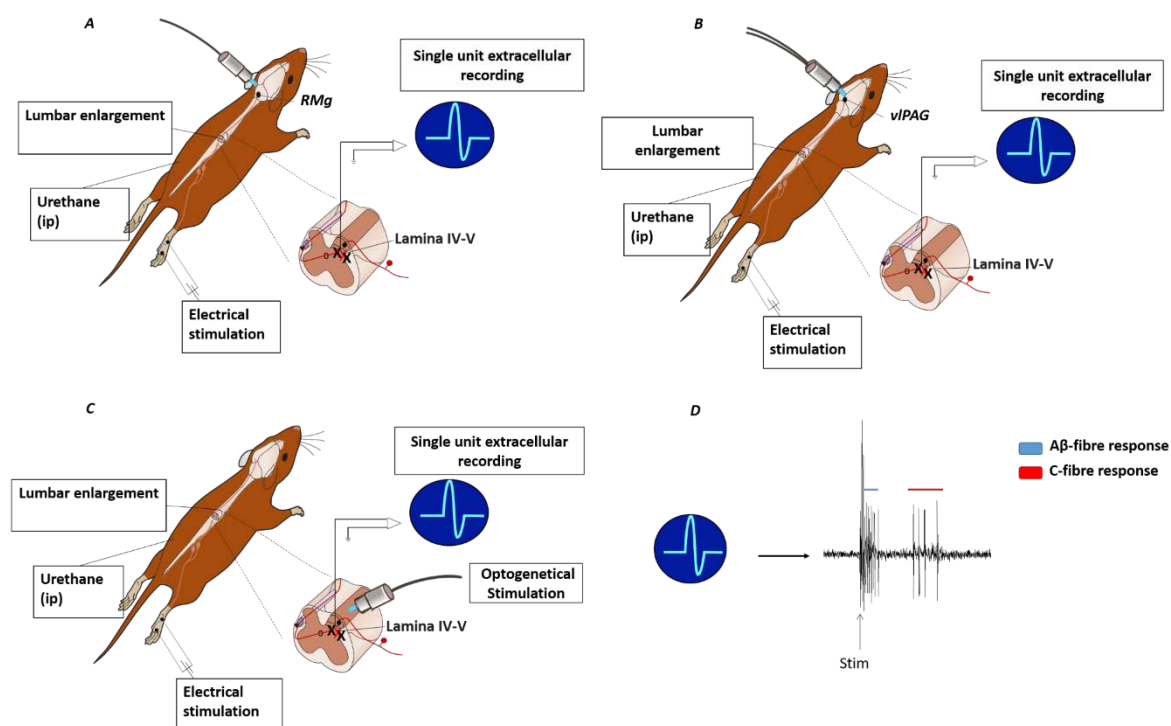 A
Single unit extracellular
recording
RMg
Lumbar enlargement
Urethane
(ip)
Lamina IV-V
Electrical
stimulation
B
Single unit extracellular
recording
vlPAG
Lumbar
enlargement
Urethane
(ip)
Lamina IV-V
Electrical
stimulation
C
Single unit extracellular
recording
Lumbar enlargement
Urethane
(ip)
Optogenetical
Stimulation
Lamina IV-V
Electrical
stimulation
D
Aβ-fibre response
C-fibre response
Stim